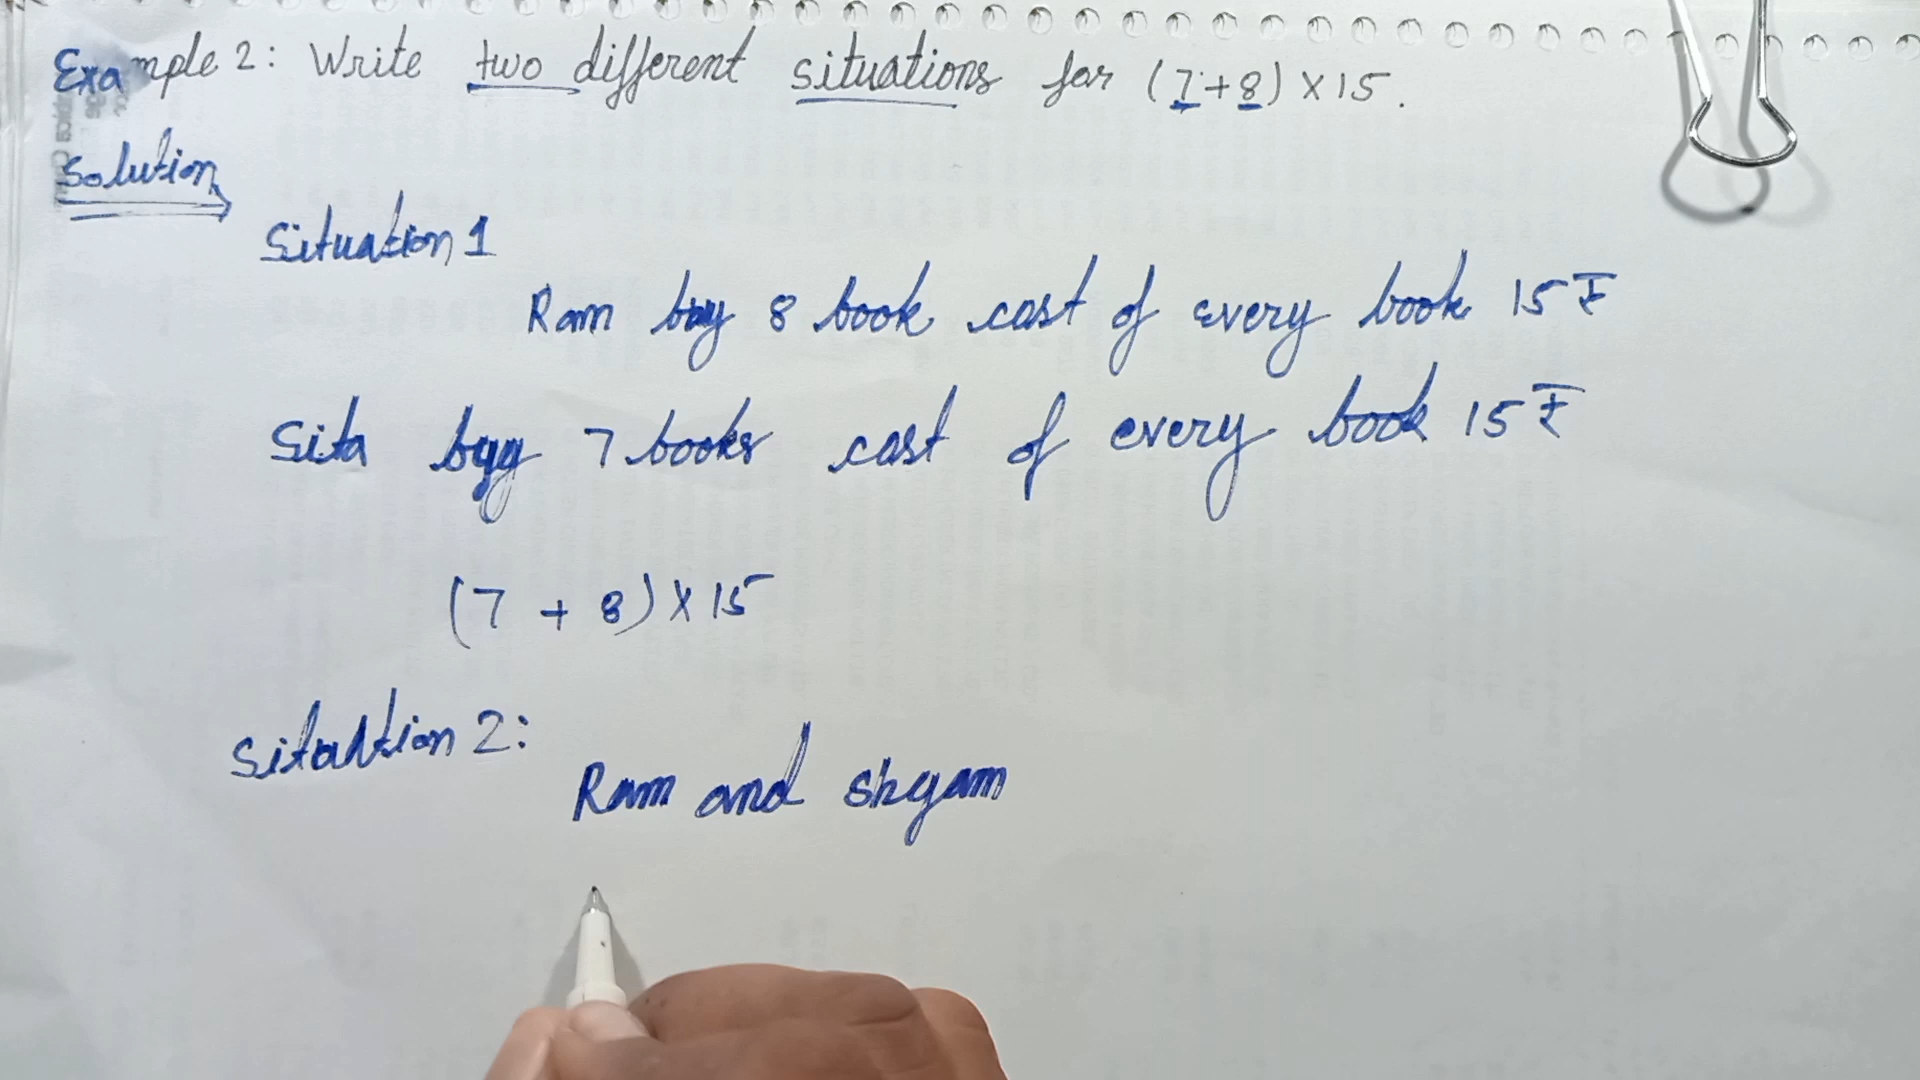 Example 2: Write two different situations for (7+8) × 15.
Solution
Situation 1
Ram buy 8 book cost of every book 15 ₹
Sita buy 7 books cost of every book 15 ₹
(7 + 8) × 15
Situation 2:
Ram and shyam